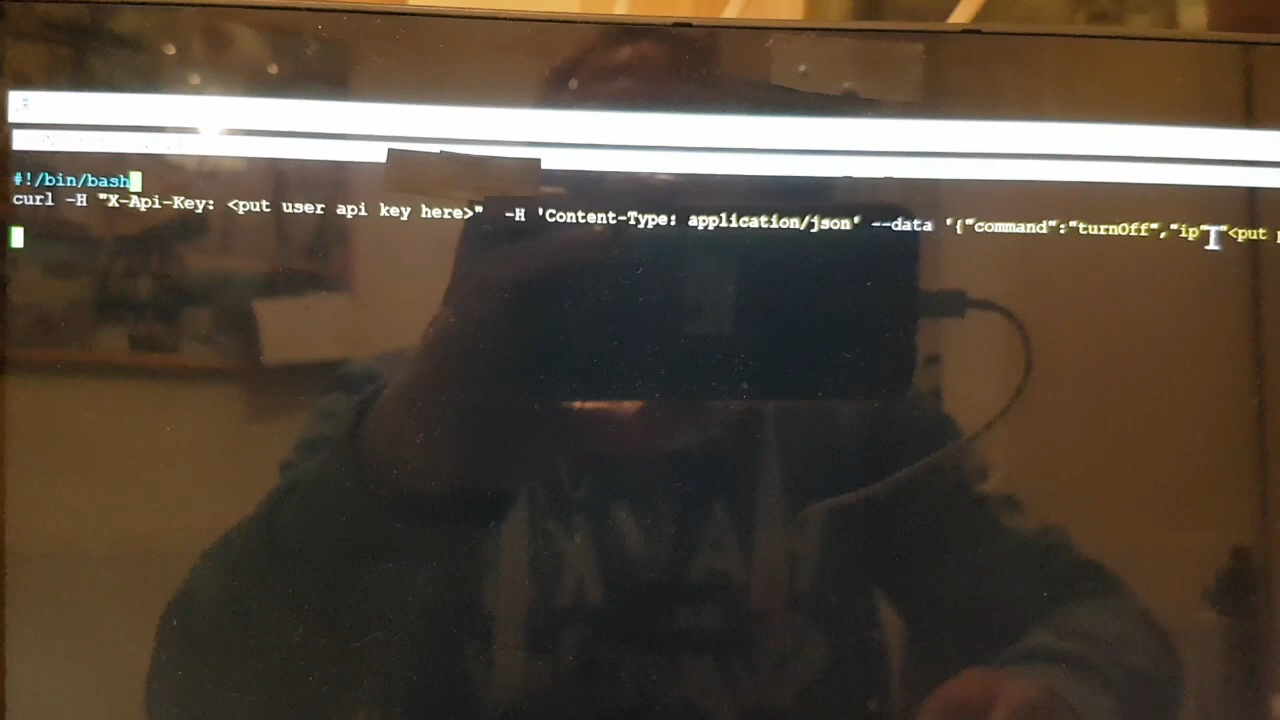 #!/bin/bash
curl -H "X-Api-Key: <put user api key here>" -H 'Content-Type: application/json' --data '{"command":"turnOff","ip" "<put